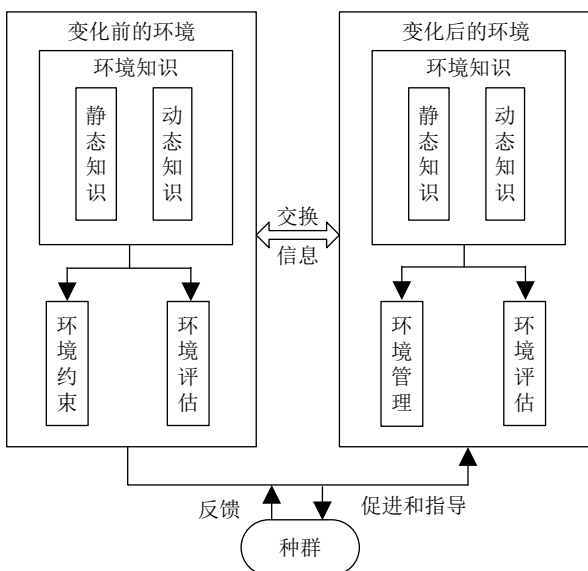 变化前的环境
环境知识
静态知识
动态知识
环境约束
环境评估
交换
信息
变化后的环境
环境知识
静态知识
动态知识
环境管理
环境评估
反馈
促进和指导
种群